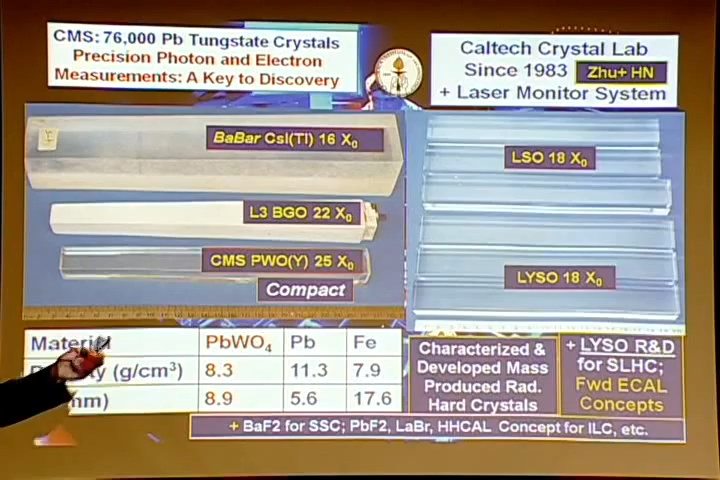 CMS: 76,000 Pb Tungstate Crystals
Precision Photon and Electron
Measurements: A Key to Discovery
Caltech Crystal Lab
Since 1983 Zhu+ HN
+ Laser Monitor System
BaBar CsI(Tl) 16 X₀
L3 BGO 22 X₀
CMS PWO(Y) 25 X₀
Compact
LSO 18 X₀
LYSO 18 X₀
Material PbWO₄ Pb Fe
(g/cm³) 8.3 11.3 7.9
mm) 8.9 5.6 17.6
Characterized &
Developed Mass
Produced Rad.
Hard Crystals
+ LYSO R&D
for SLHC;
Fwd ECAL
Concepts
+ BaF2 for SSC; PbF2, LaBr, HHCAL Concept for ILC, etc.